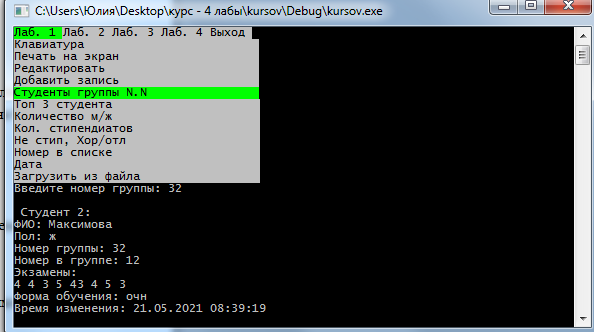 C:\Users\Юлия\Desktop\курс - 4 лабы\kursov\Debug\kursov.exe
Лаб. 1 Лаб. 2 Лаб. 3 Лаб. 4 Выход
Клавиатура
Печать на экран
Редактировать
Добавить запись
Студенты группы N.N
Топ 3 студента
Количество м/ж
Кол. стипендиатов
Не стип, Хор/отл
Номер в списке
Дата
Загрузить из файла
Введите номер группы: 32
Студент 2:
ФИО: Максимова
Пол: ж
Номер группы: 32
Номер в группе: 12
Экзамены:
4 4 3 5 43 4 5 3
Форма обучения: очн
Время изменения: 21.05.2021 08:39:19